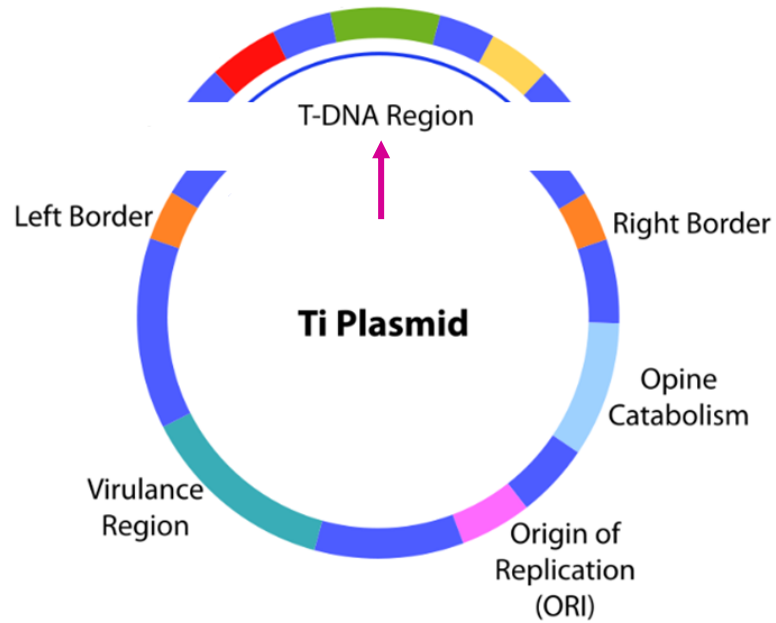 T-DNA Region
Left Border
Right Border
Ti Plasmid
Opine
Catabolism
Virulance
Region
Origin of
Replication
(ORI)